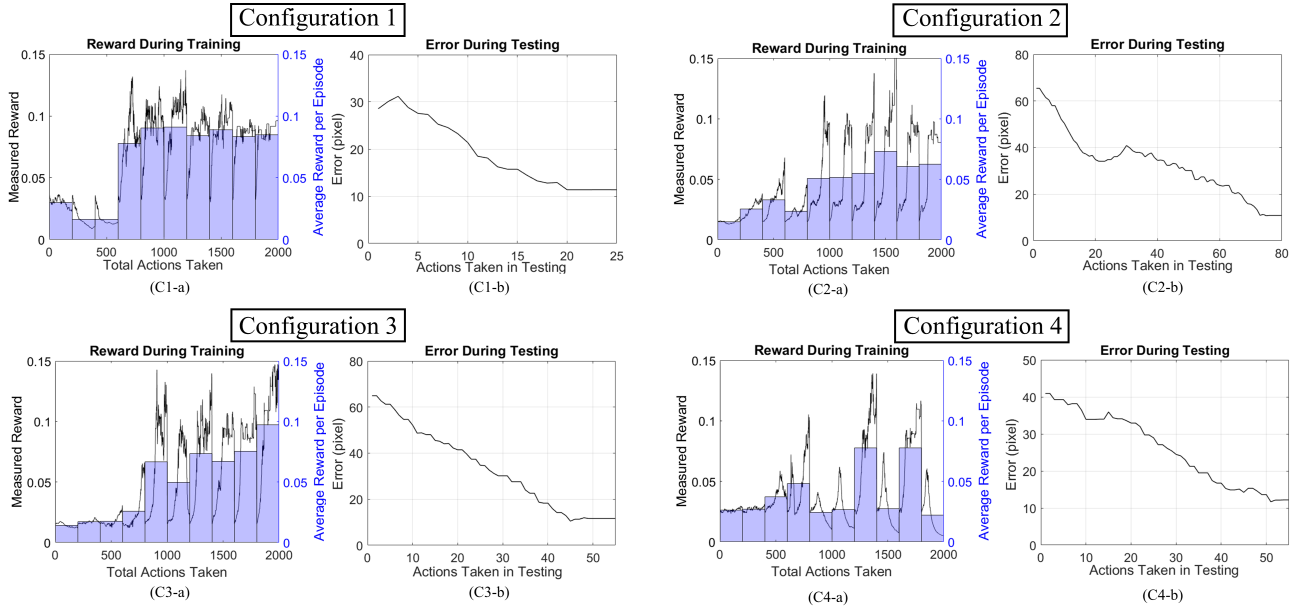 Configuration 1
Reward During Training
Measured Reward
0.15
0.1
0.05
0
0.15
0.1
0.05
0
Average Reward per Episode
0 500 1000 1500 2000
Total Actions Taken
(C1-a)
Error During Testing
Error (pixel)
40
30
20
10
0
0 5 10 15 20 25
Actions Taken in Testing
(C1-b)
Configuration 2
Reward During Training
Measured Reward
0.15
0.1
0.05
0
0.15
0.1
0.05
0
Average Reward per Episode
0 500 1000 1500 2000
Total Actions Taken
(C2-a)
Error During Testing
Error (pixel)
80
60
40
20
0
0 20 40 60 80
Actions Taken in Testing
(C2-b)
Configuration 3
Reward During Training
Measured Reward
0.15
0.1
0.05
0
0.15
0.1
0.05
0
Average Reward per Episode
0 500 1000 1500 2000
Total Actions Taken
(C3-a)
Error During Testing
Error (pixel)
80
60
40
20
0
0 10 20 30 40 50
Actions Taken in Testing
(C3-b)
Configuration 4
Reward During Training
Measured Reward
0.15
0.1
0.05
0
0.15
0.1
0.05
0
Average Reward per Episode
0 500 1000 1500 2000
Total Actions Taken
(C4-a)
Error During Testing
Error (pixel)
50
40
30
20
10
0
0 10 20 30 40 50
Actions Taken in Testing
(C4-b)